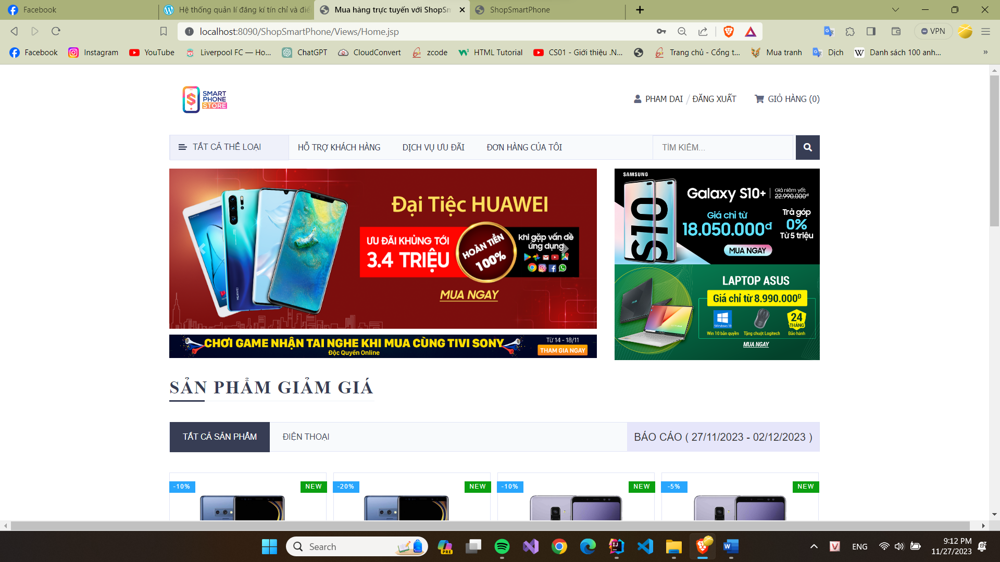 Facebook
Hệ thống quản lí đăng kí tín chỉ và điể
Mua hàng trực tuyến với ShopSm
ShopSmartPhone
localhost:8090/ShopSmartPhone/Views/Home.jsp
VPN
Facebook
Instagram
YouTube
Liverpool FC — Ho...
ChatGPT
CloudConvert
zcode
HTML Tutorial
CS01 - Giới thiệu .N...
Trang chủ - Cổng t...
Mua tranh
Dịch
Danh sách 100 anh...
SMART
PHONE
STORE
PHAM DAI / ĐĂNG XUẤT
GIỎ HÀNG (0)
TẤT CẢ THỂ LOẠI
HỖ TRỢ KHÁCH HÀNG
DỊCH VỤ ƯU ĐÃI
ĐƠN HÀNG CỦA TÔI
TÌM KIẾM...
Đại Tiệc HUAWEI
ƯU ĐÃI KHỦNG TỚI
3.4 TRIỆU
HOÀN TIỀN
100%
khi gặp vấn đề
ứng dụng
MUA NGAY
HUAWEI
SAMSUNG
S10
Galaxy S10+
Giá niêm yết:
22.990.000đ
Giá chỉ từ
18.050.000đ
Trả góp
0%
Từ 5 triệu
MUA NGAY
LAPTOP ASUS
Giá chỉ từ 8.990.000Đ
Windows 10
24
THÁNG
Win 10 bản quyền
Tặng chuột Logitech
Bảo hành
MUA NGAY
CHƠI GAME NHẬN TAI NGHE KHI MUA CÙNG TIVI SONY
Độc Quyền Online
Từ 14 - 18/11
THAM GIA NGAY
SẢN PHẨM GIẢM GIÁ
TẤT CẢ SẢN PHẨM
ĐIỆN THOẠI
BÁO CÁO ( 27/11/2023 - 02/12/2023 )
-10%
NEW
-20%
NEW
-10%
NEW
-5%
NEW
Search
PRE
ENG
9:12 PM
11/27/2023